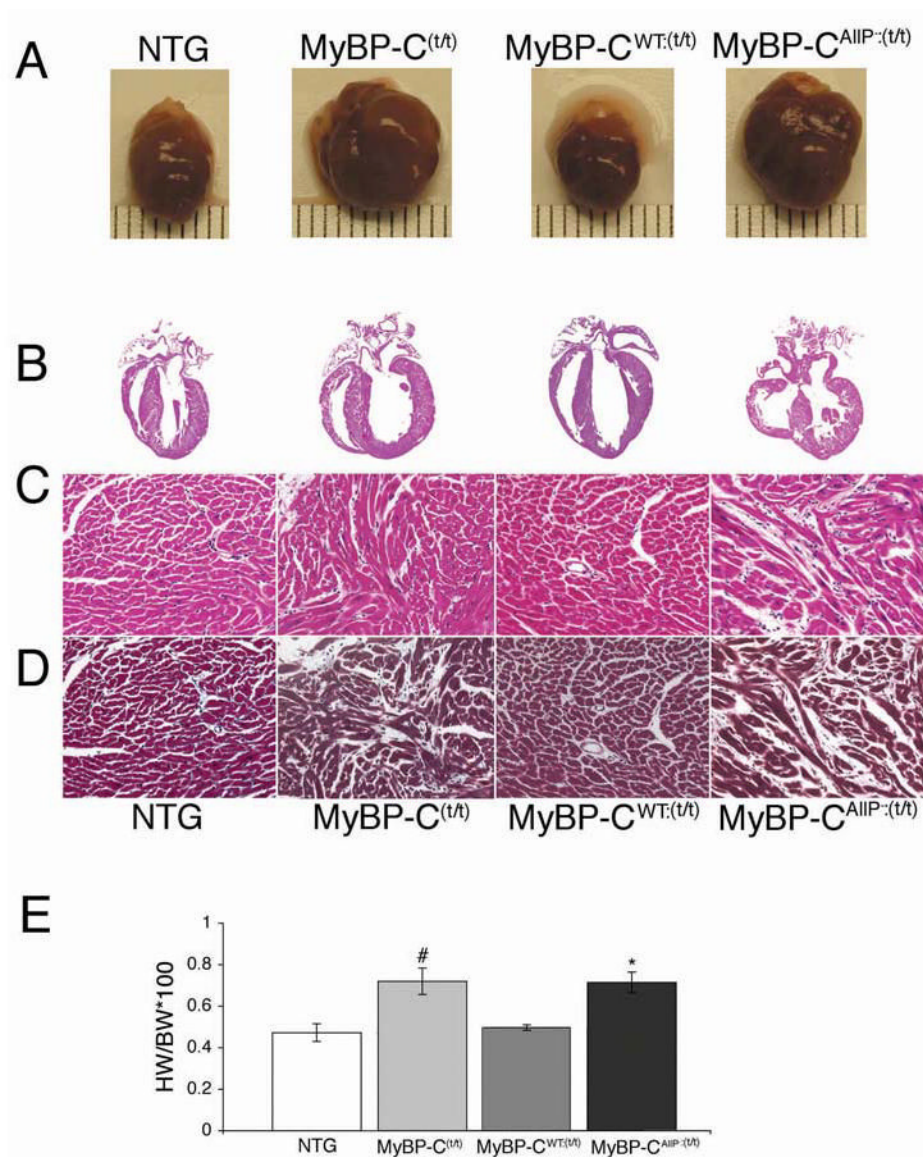 A
NTG
MyBP-C(t/t)
MyBP-CWT:(t/t)
MyBP-CAllP-:(t/t)
B
C
D
NTG
MyBP-C(t/t)
MyBP-CWT:(t/t)
MyBP-CAllP-:(t/t)
E
1
0.8
0.6
0.4
0.2
0
HW/BW*100
#
*
NTG
MyBP-C(t/t)
MyBP-CWT:(t/t)
MyBP-CAllP-:(t/t)